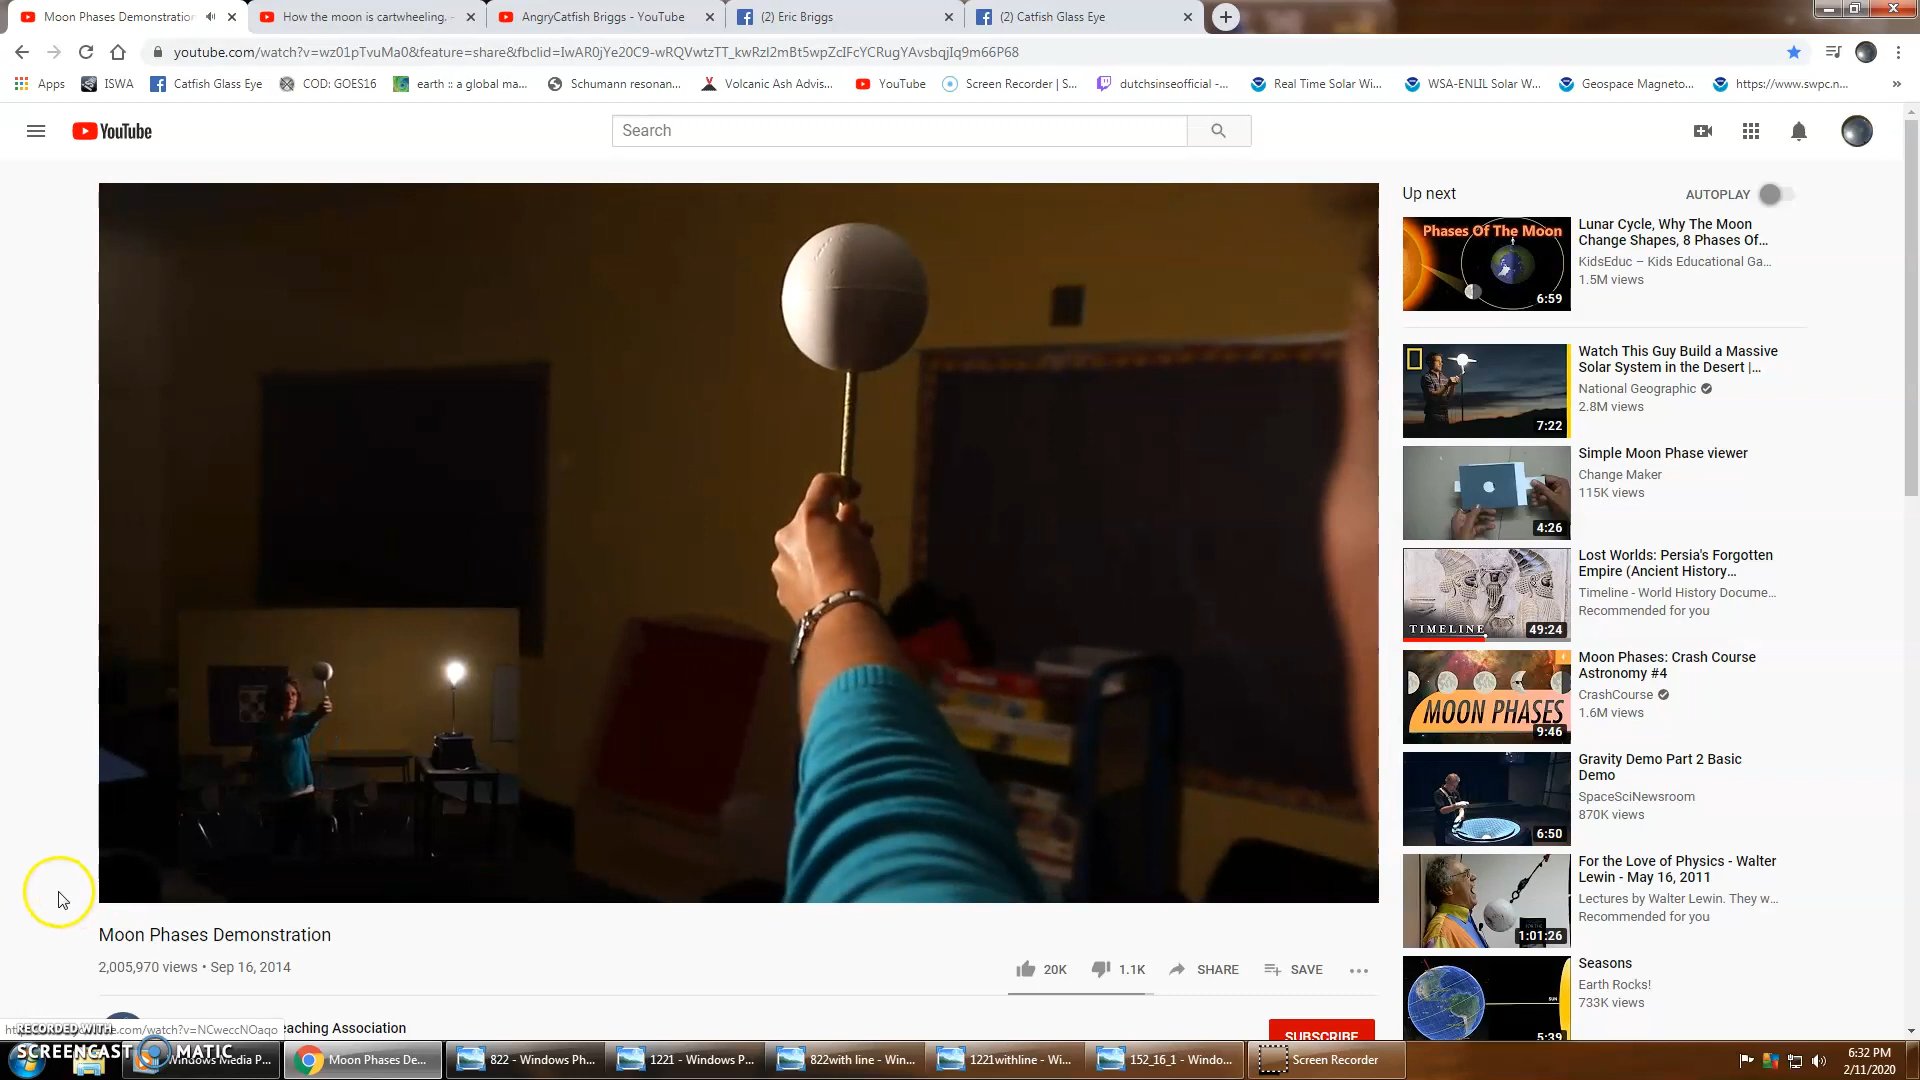 Moon Phases Demonstration
How the moon is cartwheeling. -
AngryCatfish Briggs - YouTube
(2) Eric Briggs
(2) Catfish Glass Eye
youtube.com/watch?v=wz01pTvuMa0&feature=share&fbclid=IwAR0jYe20C9-wRQVwtzTT_kwRzI2mBt5wpZcIFcYCRugYAvsbqjIq9m66P68
Apps ISWA Catfish Glass Eye COD: GOES16 earth :: a global ma... Schumann resonan... Volcanic Ash Advis... YouTube Screen Recorder | S... dutchsinseofficial -... Real Time Solar Wi... WSA-ENLIL Solar W... Geospace Magneto... https://www.swpc.n... »
YouTube
Search
Up next
AUTOPLAY
Phases Of The Moon
6:59
Lunar Cycle, Why The Moon
Change Shapes, 8 Phases Of...
KidsEduc – Kids Educational Ga...
1.5M views
7:22
Watch This Guy Build a Massive
Solar System in the Desert |...
National Geographic
2.8M views
4:26
Simple Moon Phase viewer
Change Maker
115K views
TIMELINE
49:24
Lost Worlds: Persia's Forgotten
Empire (Ancient History...
Timeline - World History Docume...
Recommended for you
MOON PHASES
9:46
Moon Phases: Crash Course
Astronomy #4
CrashCourse
1.6M views
6:50
Gravity Demo Part 2 Basic
Demo
SpaceSciNewsroom
870K views
1:01:26
For the Love of Physics - Walter
Lewin - May 16, 2011
Lectures by Walter Lewin. They w...
Recommended for you
SUN
5:39
Seasons
Earth Rocks!
733K views
Moon Phases Demonstration
2,005,970 views • Sep 16, 2014
20K 1.1K SHARE SAVE
eaching Association
SUBSCRIBE
e.com/watch?v=NCweccNOaqo
RECORDED WITH
SCREENCAST MATIC
Windows Media P...
Moon Phases De...
822 - Windows Ph...
1221 - Windows P...
822with line - Win...
1221withline - Wi...
152_16_1 - Windo...
Screen Recorder
6:32 PM
2/11/2020